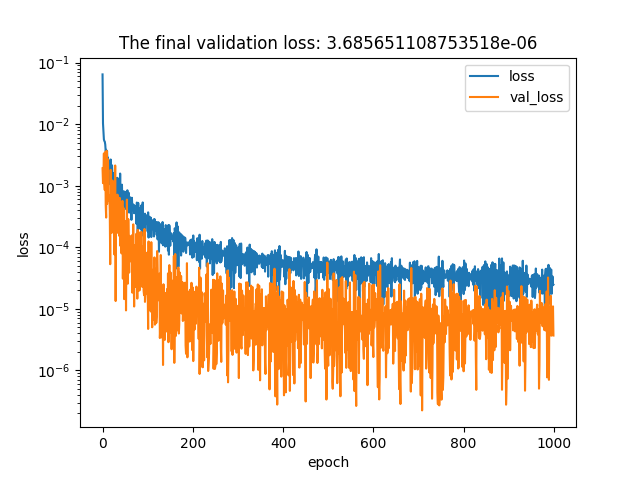 The final validation loss: 3.685651108753518e-06
loss
val_loss
10⁻¹
10⁻²
10⁻³
10⁻⁴
10⁻⁵
10⁻⁶
loss
0 200 400 600 800 1000
epoch